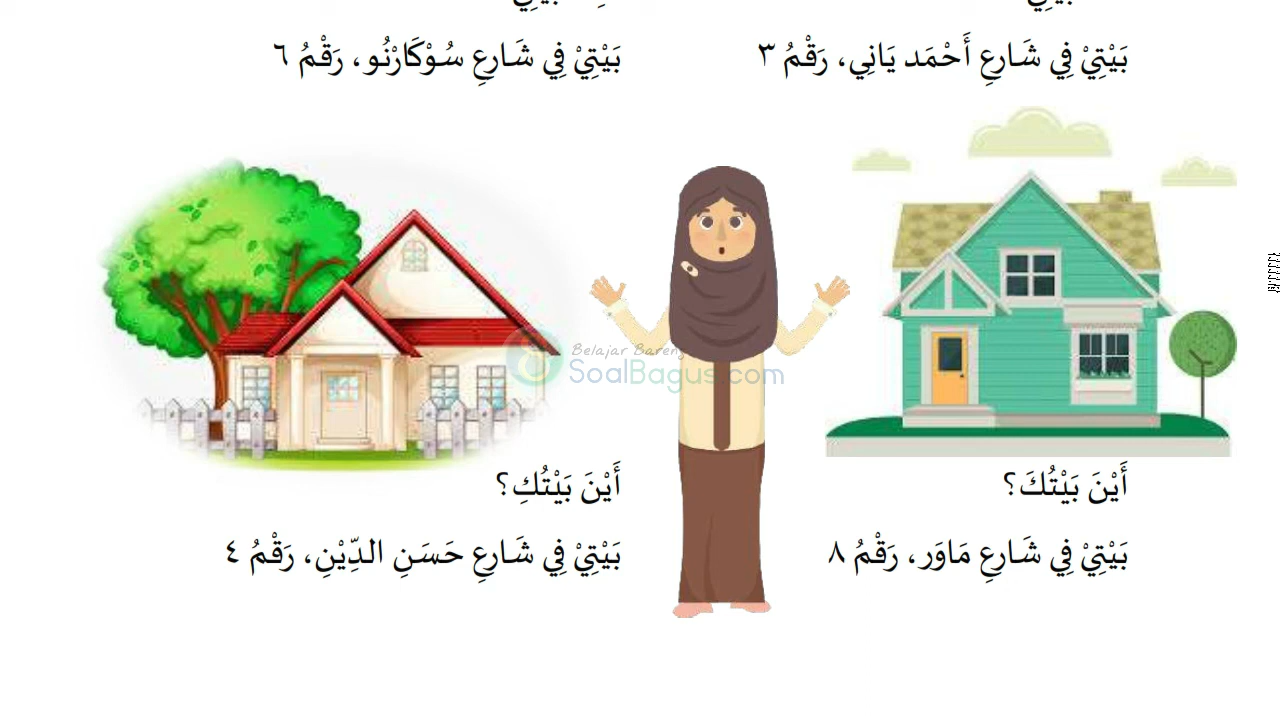 بَيْتِيْ فِي شَارِعِ أَحْمَد يَانِي، رَقْمُ ٣
بَيْتِيْ فِي شَارِعِ سُوْكَارْنُو، رَقْمُ ٦
Belajar Bareng
SoalBagus.com
أَيْنَ بَيْتُكَ؟
بَيْتِيْ فِي شَارِعِ مَاوَر، رَقْمُ ٨
أَيْنَ بَيْتُكِ؟
بَيْتِيْ فِي شَارِعِ حَسَنِ الدِّيْنِ، رَقْمُ ٤